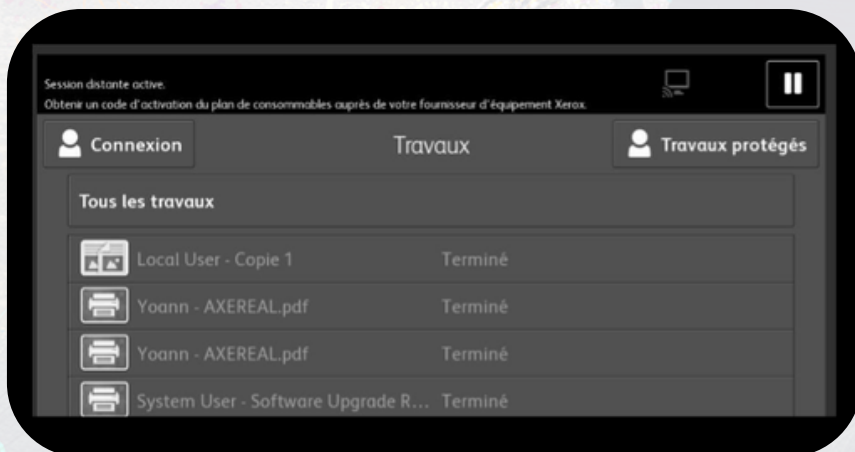 Session distante active.
Obtenir un code d'activation du plan de consommables auprès de votre fournisseur d'équipement Xerox.
Connexion
Travaux
Travaux protégés
Tous les travaux
Local User - Copie 1 Terminé
Yoann - AXEREAL.pdf Terminé
Yoann - AXEREAL.pdf Terminé
System User - Software Upgrade R... Terminé